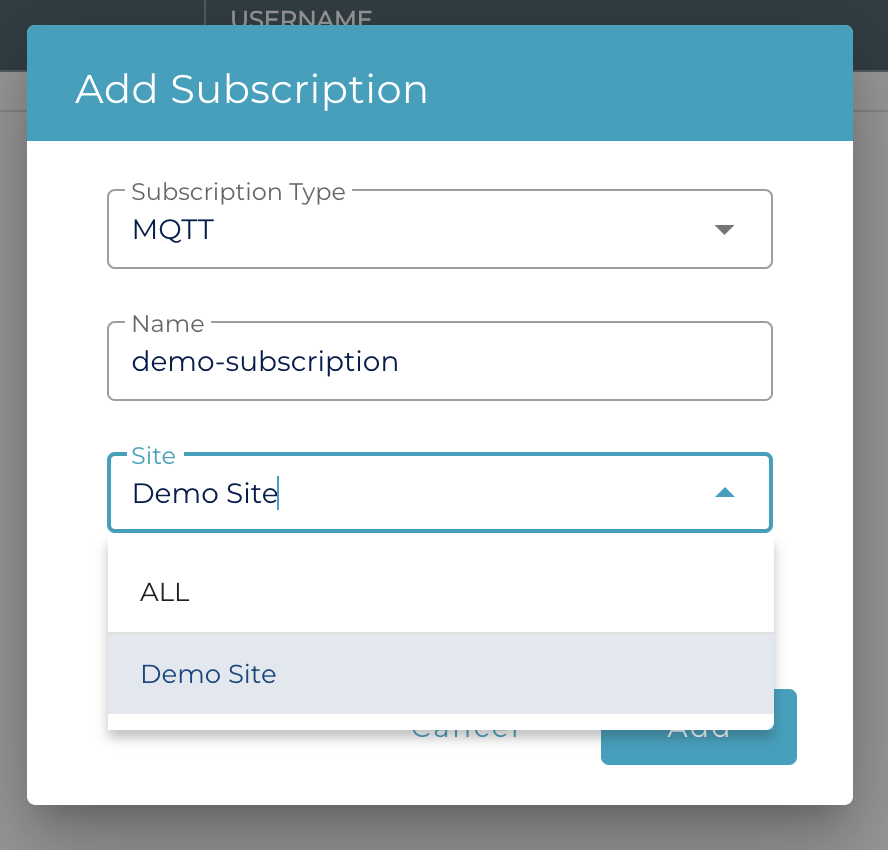 USERNAME
Add Subscription
Subscription Type
MQTT
Name
demo-subscription
Site
Demo Site
ALL
Demo Site
Cancel
Add